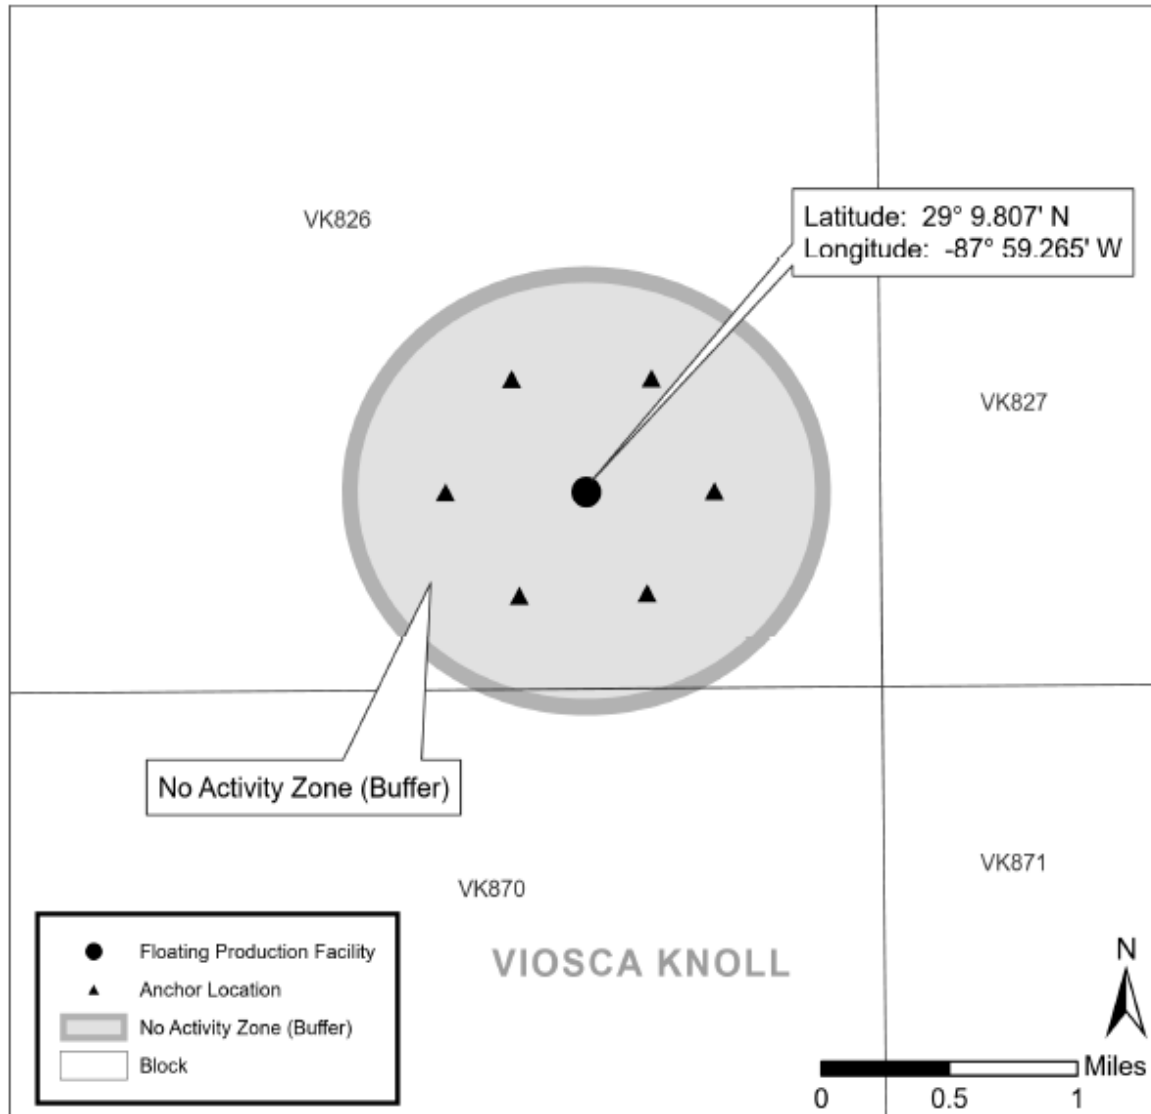 VK826
Latitude: 29° 9.807' N
Longitude: -87° 59.265' W
VK827
No Activity Zone (Buffer)
VK870
VK871
VIOSCA KNOLL
Floating Production Facility
Anchor Location
No Activity Zone (Buffer)
Block
N
Miles
0 0.5 1